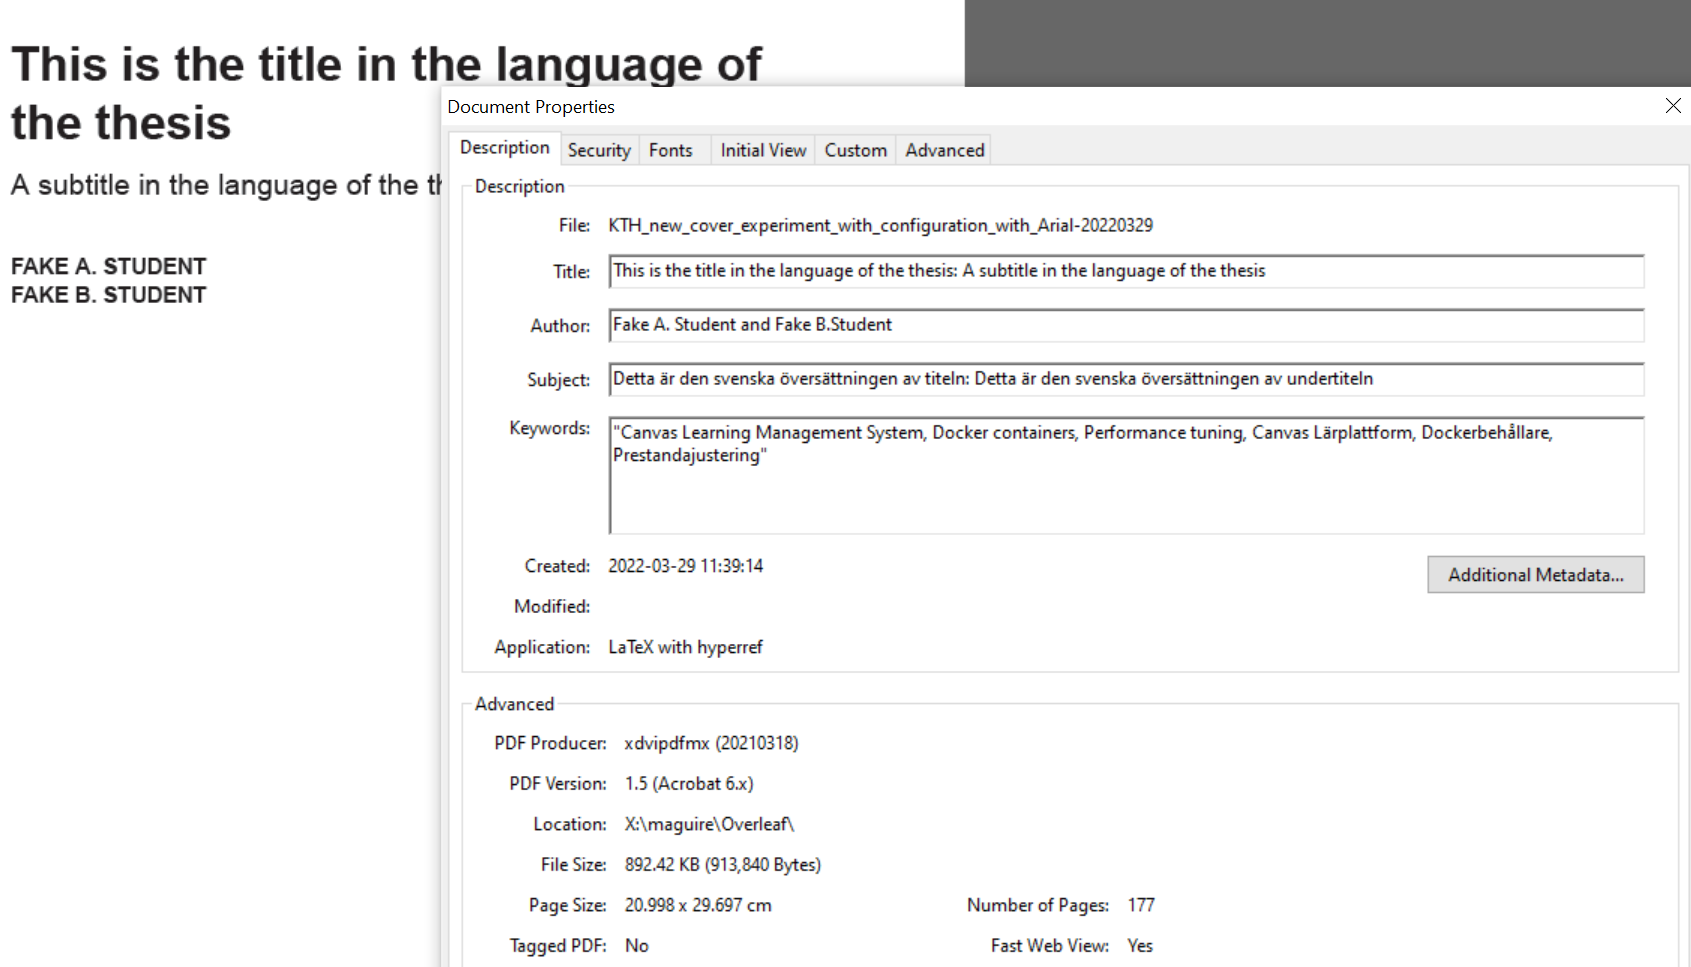 This is the title in the language of
the thesis
A subtitle in the language of the
FAKE A. STUDENT
FAKE B. STUDENT
Document Properties
Description Security Fonts Initial View Custom Advanced
Description
File: KTH_new_cover_experiment_with_configuration_with_Arial-20220329
Title: This is the title in the language of the thesis: A subtitle in the language of the thesis
Author: Fake A. Student and Fake B.Student
Subject: Detta är den svenska översättningen av titeln: Detta är den svenska översättningen av undertiteln
Keywords: "Canvas Learning Management System, Docker containers, Performance tuning, Canvas Lärplattform, Dockerbehållare,
Prestandajustering"
Created: 2022-03-29 11:39:14
Additional Metadata...
Modified:
Application: LaTeX with hyperref
Advanced
PDF Producer: xdvipdfmx (20210318)
PDF Version: 1.5 (Acrobat 6.x)
Location: X:\maguire\Overleaf\
File Size: 892.42 KB (913,840 Bytes)
Page Size: 20.998 x 29.697 cm Number of Pages: 177
Tagged PDF: No Fast Web View: Yes